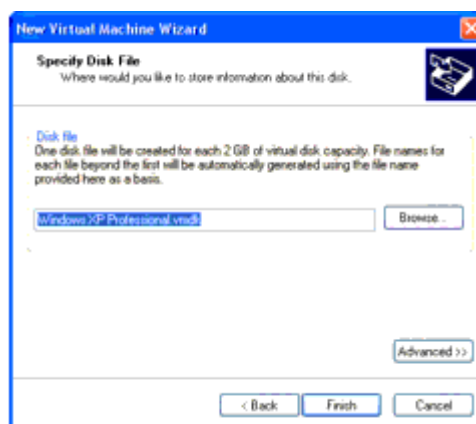 New Virtual Machine Wizard
Specify Disk File
Where would you like to store information about this disk.
Disk file
One disk file will be created for each 2 GB of virtual disk capacity. File names for
each file beyond the first will be automatically generated using the file name
provided here as a basis.
Windows XP Professional.vmdk
Browse...
Advanced >>
< Back
Finish
Cancel